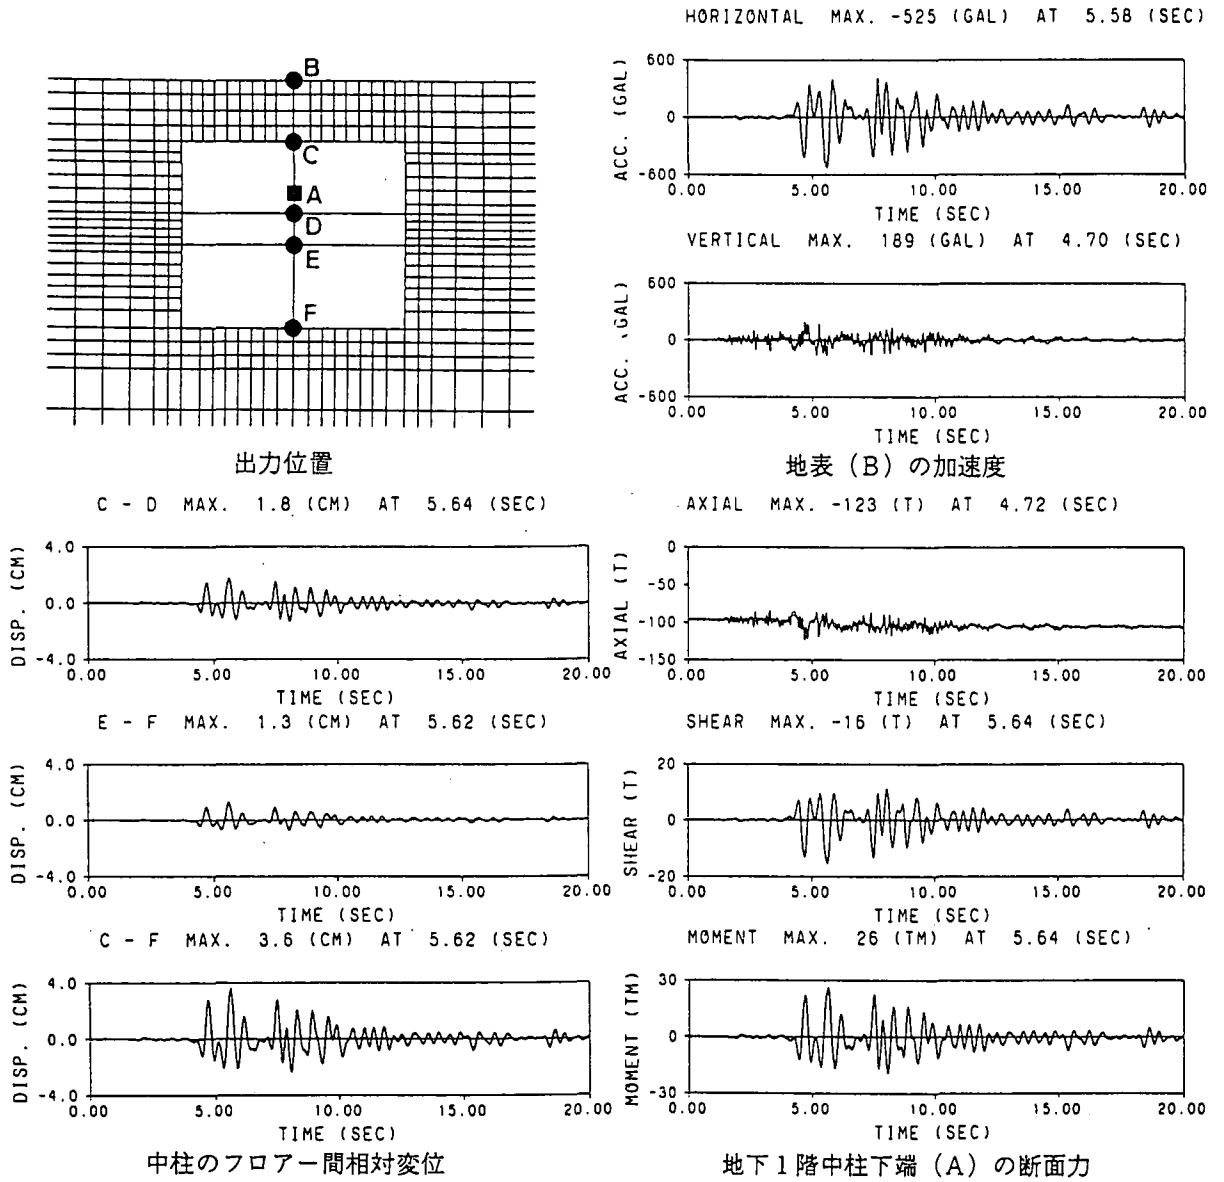 B
C
A
D
E
F
出力位置
HORIZONTAL MAX. -525 (GAL) AT 5.58 (SEC)
ACC. (GAL)
600
0
-600
0.00 5.00 10.00 15.00 20.00
TIME (SEC)
VERTICAL MAX. 189 (GAL) AT 4.70 (SEC)
ACC. (GAL)
600
0
-600
0.00 5.00 10.00 15.00 20.00
TIME (SEC)
地表（B）の加速度
C - D MAX. 1.8 (CM) AT 5.64 (SEC)
DISP. (CM)
4.0
0.0
-4.0
0.00 5.00 10.00 15.00 20.00
TIME (SEC)
E - F MAX. 1.3 (CM) AT 5.62 (SEC)
DISP. (CM)
4.0
0.0
-4.0
0.00 5.00 10.00 15.00 20.00
TIME (SEC)
C - F MAX. 3.6 (CM) AT 5.62 (SEC)
DISP. (CM)
4.0
0.0
-4.0
0.00 5.00 10.00 15.00 20.00
TIME (SEC)
中柱のフロアー間相対変位
AXIAL MAX. -123 (T) AT 4.72 (SEC)
AXIAL (T)
0
-50
-100
-150
0.00 5.00 10.00 15.00 20.00
TIME (SEC)
SHEAR MAX. -16 (T) AT 5.64 (SEC)
SHEAR (T)
20
0
-20
0.00 5.00 10.00 15.00 20.00
TIME (SEC)
MOMENT MAX. 26 (TM) AT 5.64 (SEC)
MOMENT (TM)
30
0
-30
0.00 5.00 10.00 15.00 20.00
TIME (SEC)
地下1階中柱下端（A）の断面力